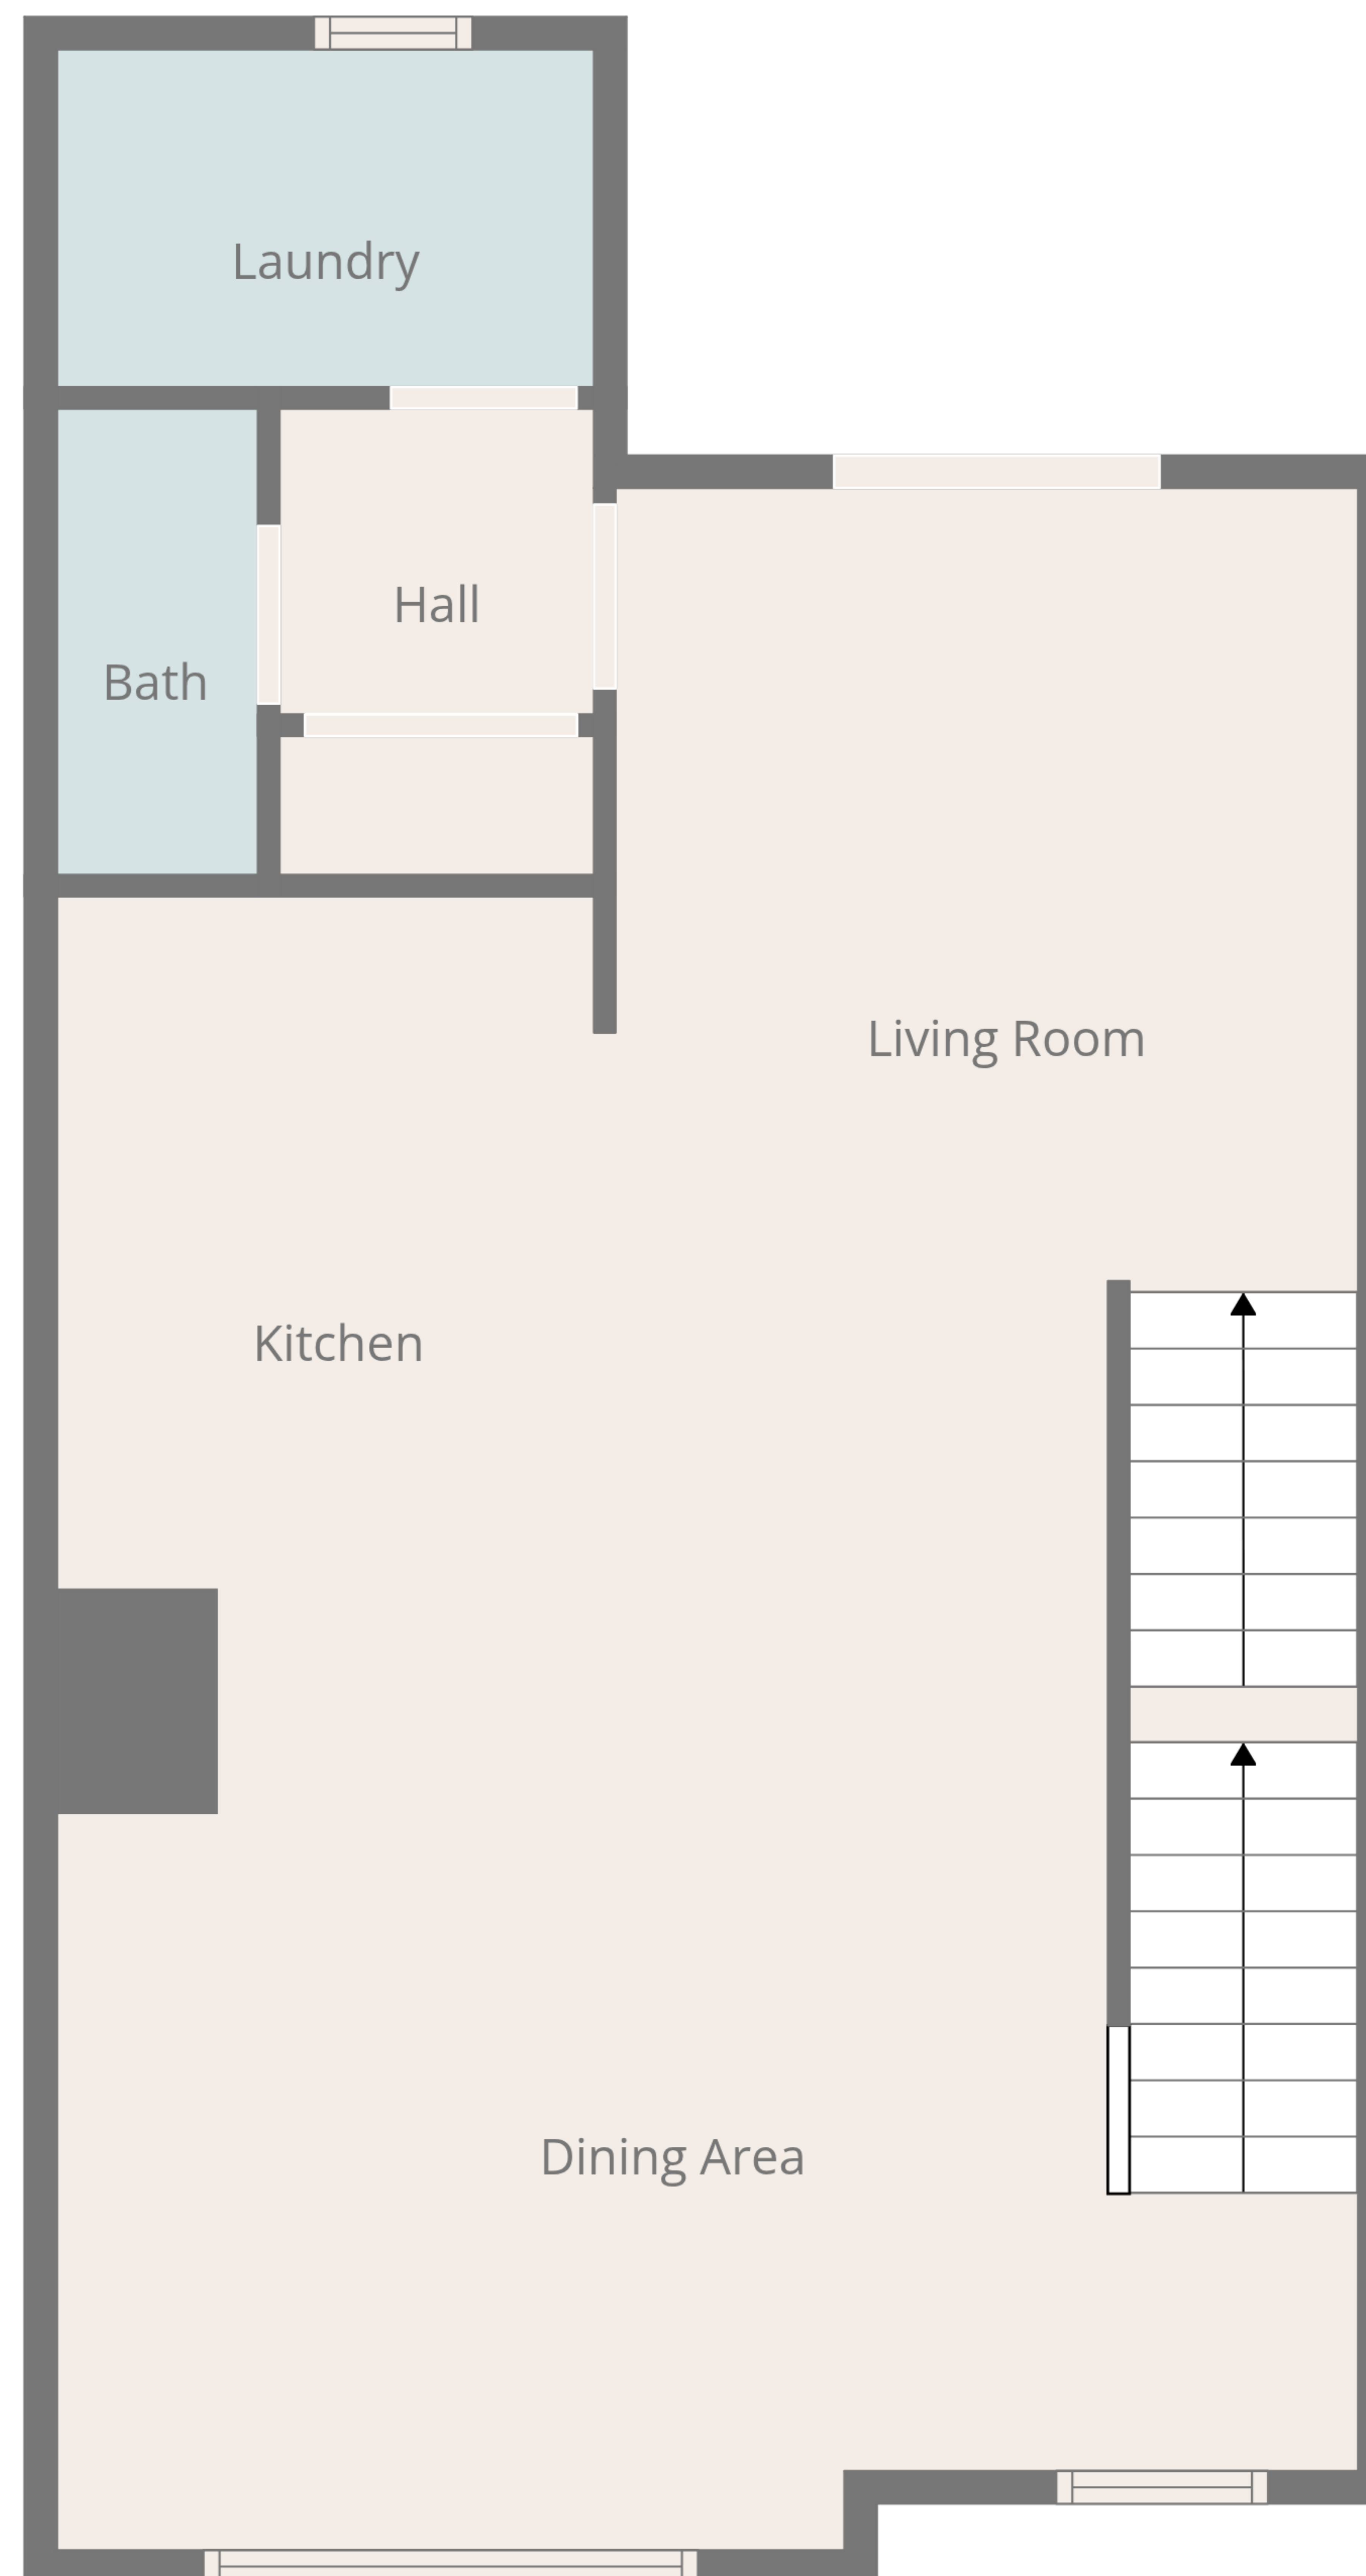 Laundry
Hall
Bath
Living Room
Kitchen
Dining Area